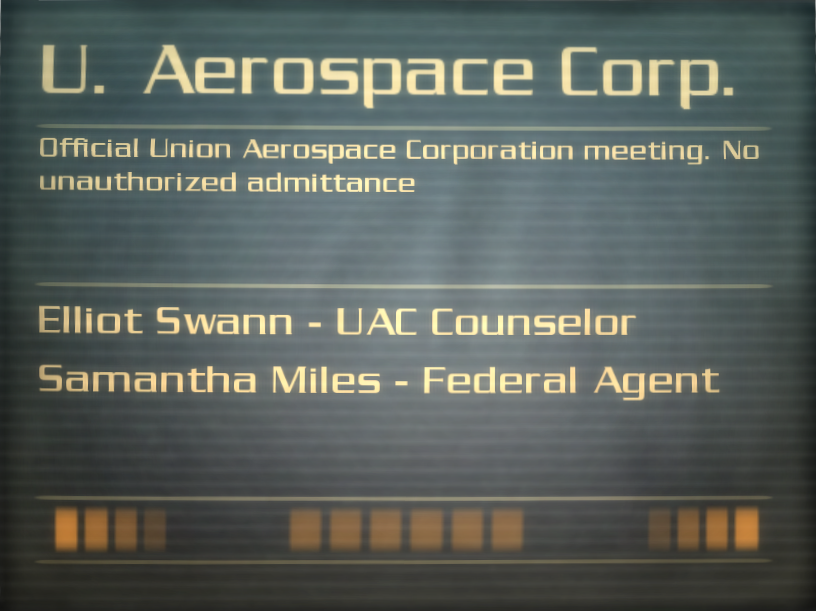 U. Aerospace Corp.
Official Union Aerospace Corporation meeting. No
unauthorized admittance
Elliot Swann - UAC Counselor
Samantha Miles - Federal Agent